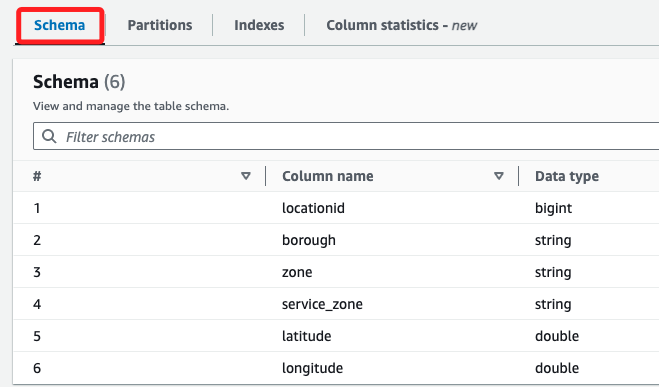 Schema Partitions Indexes Column statistics - new
Schema (6)
View and manage the table schema.
Filter schemas
# Column name Data type
1 locationid bigint
2 borough string
3 zone string
4 service_zone string
5 latitude double
6 longitude double